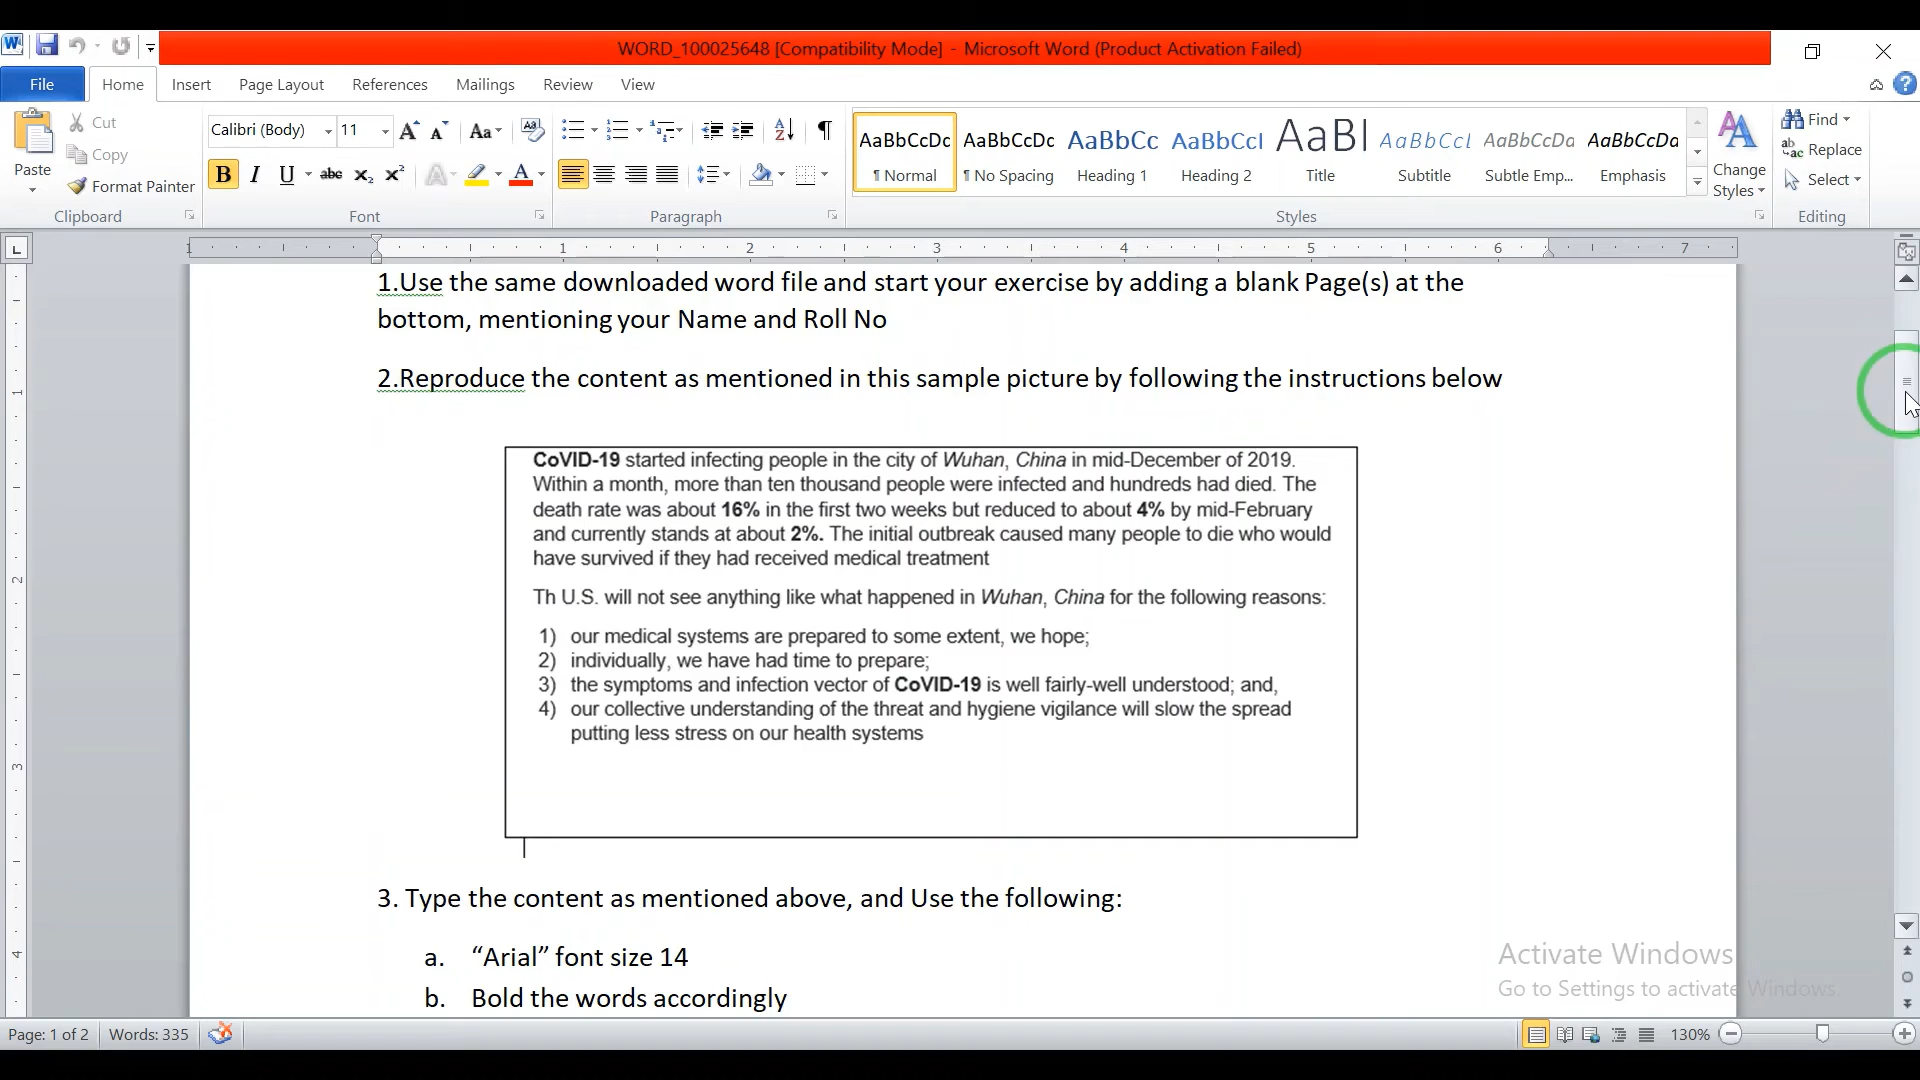 WORD_100025648 [Compatibility Mode] - Microsoft Word (Product Activation Failed)
File Home Insert Page Layout References Mailings Review View
Cut
Copy
Format Painter
Paste
Clipboard
Calibri (Body) 11
Font
Paragraph
AaBbCcDc AaBbCcDc AaBbCc AaBbCcI AaBl AaBbCcI AaBbCcDa AaBbCcDa
¶ Normal ¶ No Spacing Heading 1 Heading 2 Title Subtitle Subtle Emp... Emphasis
Change Styles
Styles
Find
Replace
Select
Editing
1 1 2 3 4 5 6 7
1.Use the same downloaded word file and start your exercise by adding a blank Page(s) at the
bottom, mentioning your Name and Roll No
2.Reproduce the content as mentioned in this sample picture by following the instructions below
CoVID-19 started infecting people in the city of Wuhan, China in mid-December of 2019.
Within a month, more than ten thousand people were infected and hundreds had died. The
death rate was about 16% in the first two weeks but reduced to about 4% by mid-February
and currently stands at about 2%. The initial outbreak caused many people to die who would
have survived if they had received medical treatment
Th U.S. will not see anything like what happened in Wuhan, China for the following reasons:
1) our medical systems are prepared to some extent, we hope;
2) individually, we have had time to prepare;
3) the symptoms and infection vector of CoVID-19 is well fairly-well understood; and,
4) our collective understanding of the threat and hygiene vigilance will slow the spread
putting less stress on our health systems
3. Type the content as mentioned above, and Use the following:
a. “Arial” font size 14
b. Bold the words accordingly
Activate Windows
Go to Settings to activate Windows.
Page: 1 of 2 Words: 335 130%